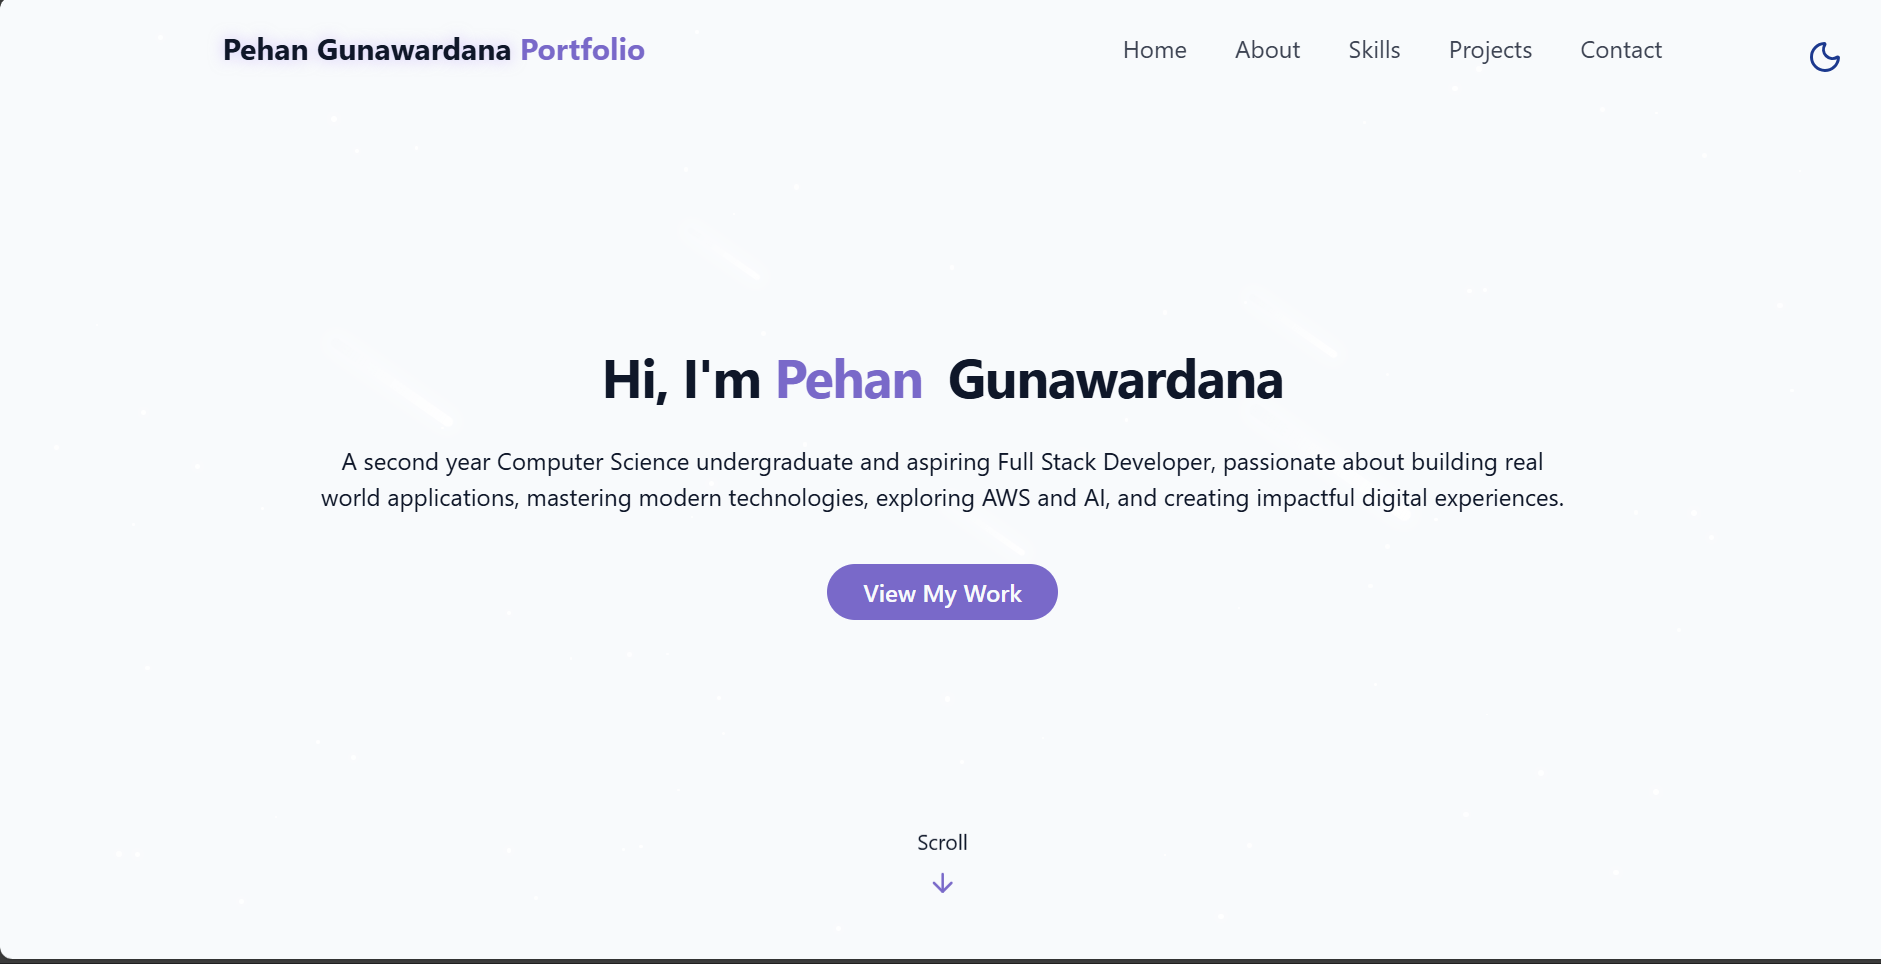 Pehan Gunawardana Portfolio
Home About Skills Projects Contact
Hi, I'm Pehan Gunawardana
A second year Computer Science undergraduate and aspiring Full Stack Developer, passionate about building real
world applications, mastering modern technologies, exploring AWS and AI, and creating impactful digital experiences.
View My Work
Scroll